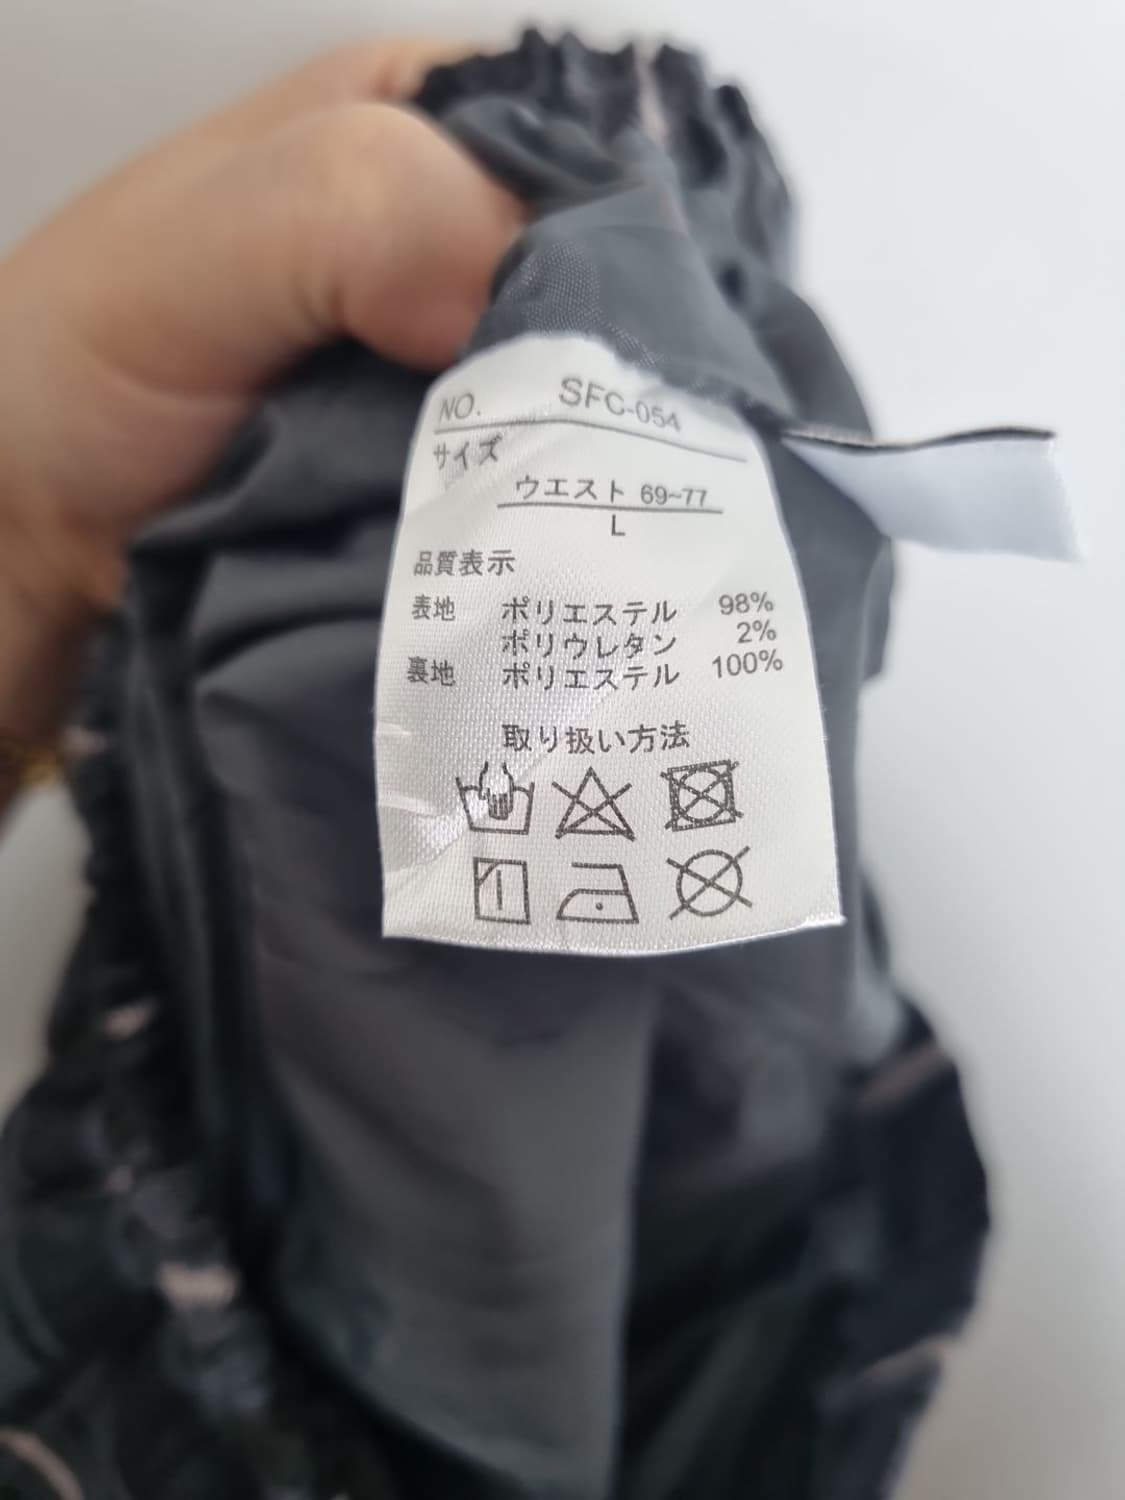 NO. SFC-054
サイズ
ウエスト 69~77
L
品質表示
表地 ポリエステル 98%
ポリウレタン 2%
裏地 ポリエステル 100%
取り扱い方法